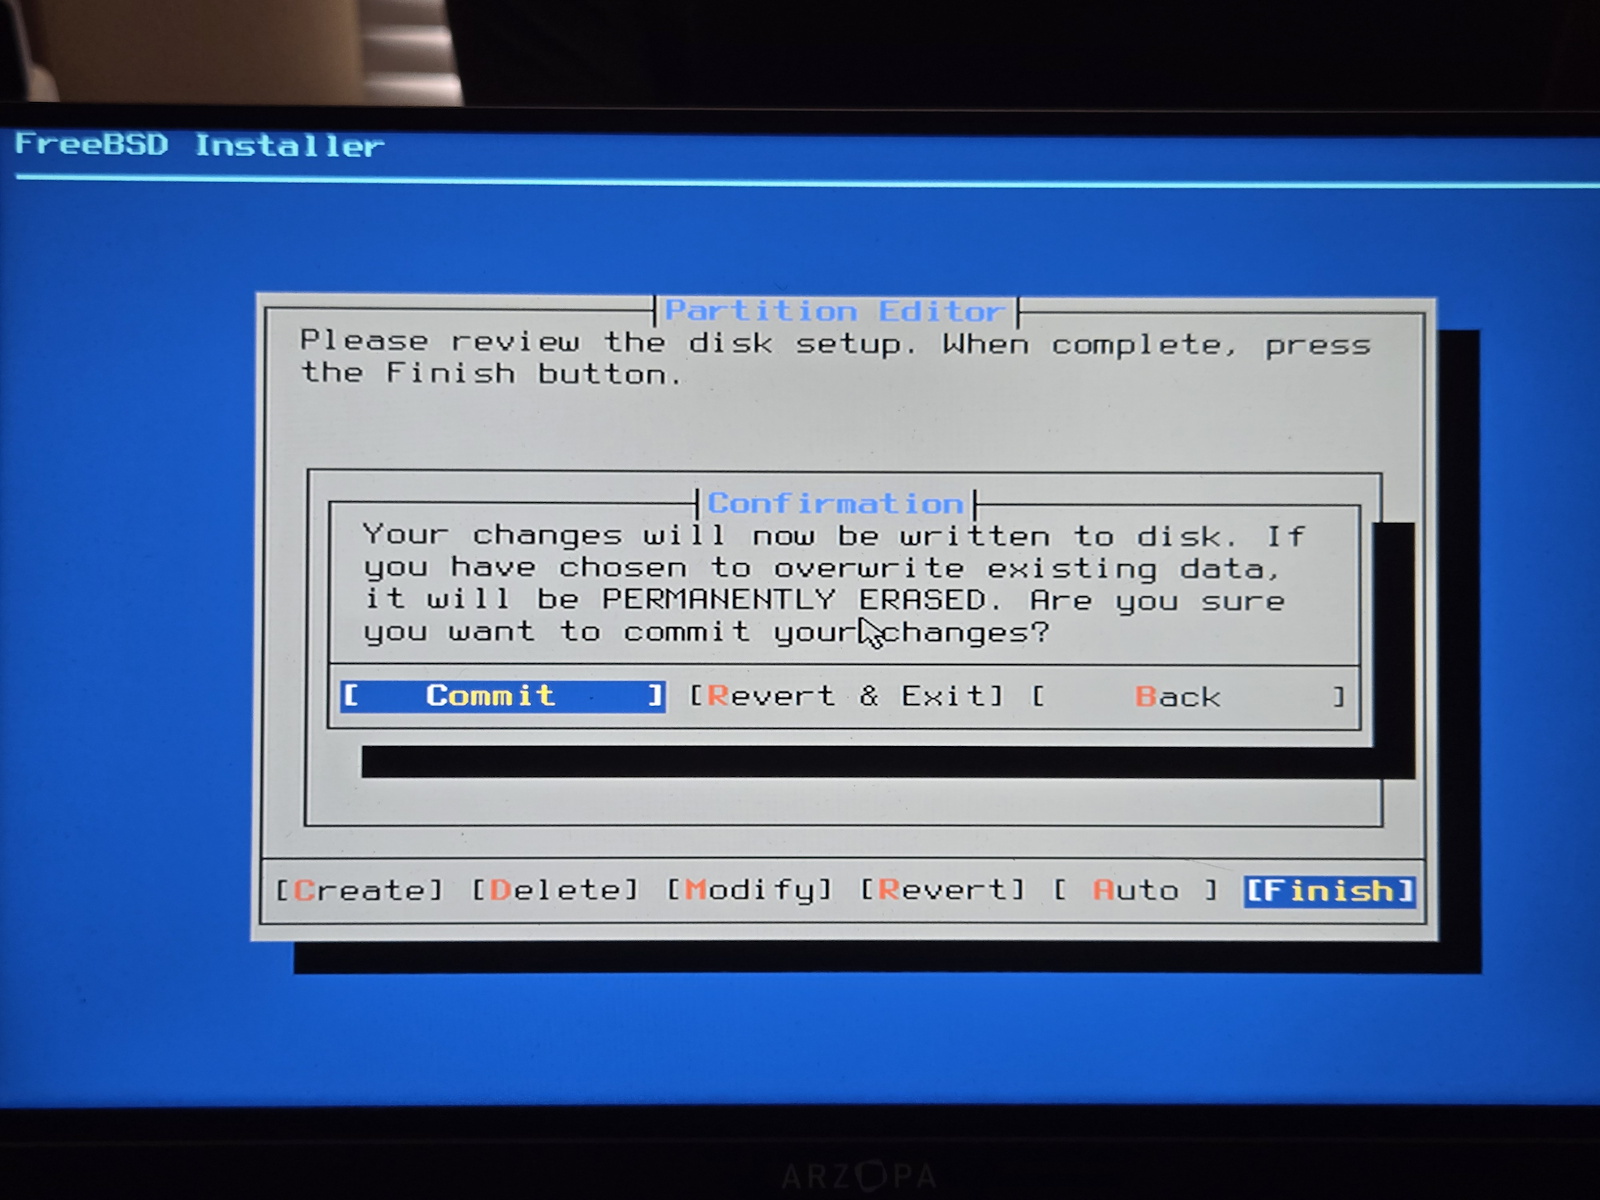 FreeBSD Installer
Partition Editor
Please review the disk setup. When complete, press
the Finish button.
Confirmation
Your changes will now be written to disk. If
you have chosen to overwrite existing data,
it will be PERMANENTLY ERASED. Are you sure
you want to commit your changes?
[ Commit ] [Revert & Exit] [ Back ]
[Create] [Delete] [Modify] [Revert] [ Auto ] [Finish]
ARZOPA